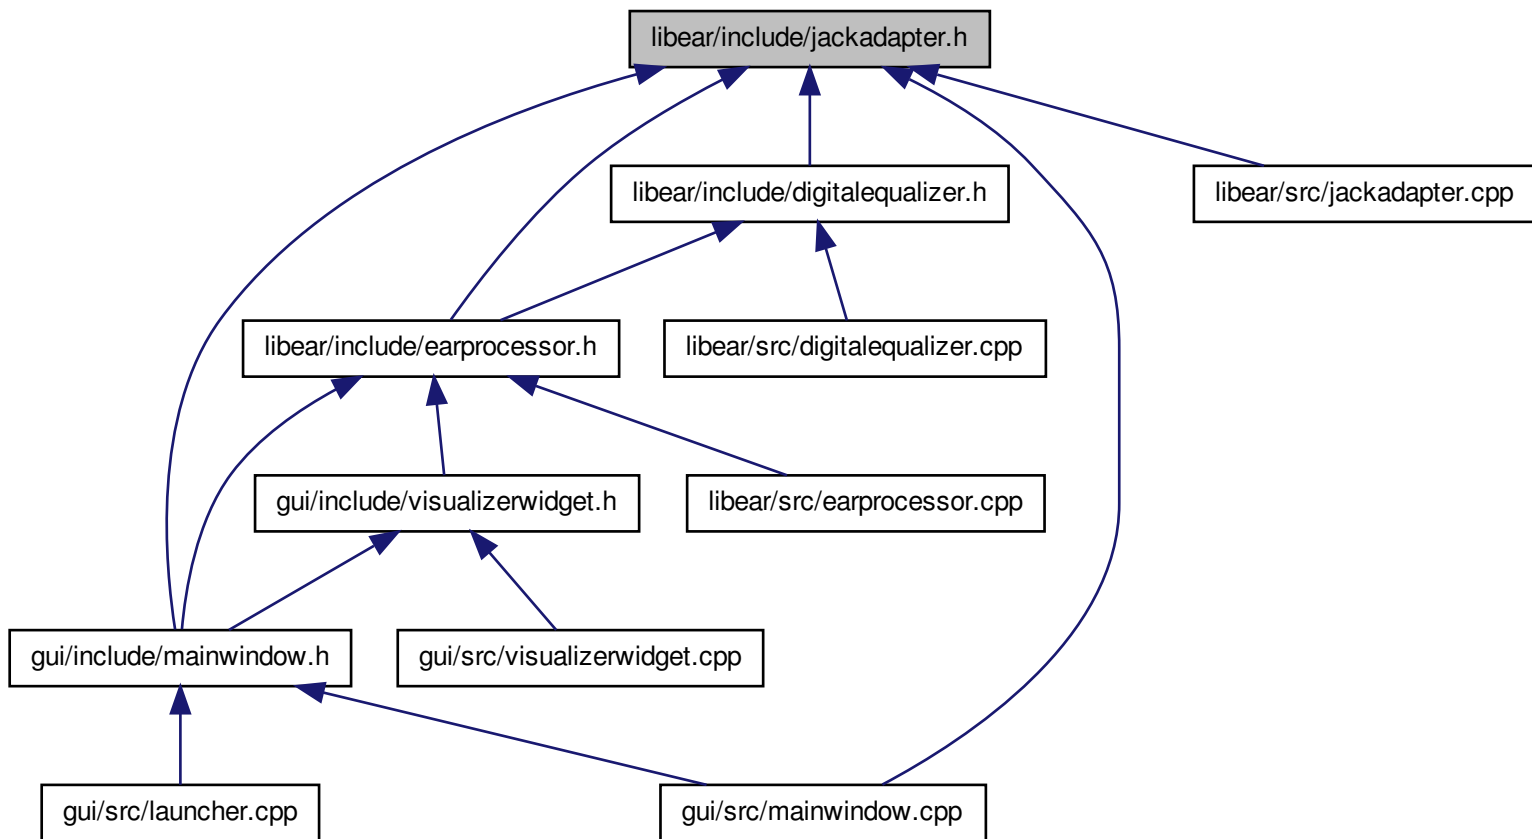 libear/include/jackadapter.h
libear/include/digitalequalizer.h
libear/src/jackadapter.cpp
libear/include/earprocessor.h
libear/src/digitalequalizer.cpp
gui/include/visualizerwidget.h
libear/src/earprocessor.cpp
gui/include/mainwindow.h
gui/src/visualizerwidget.cpp
gui/src/launcher.cpp
gui/src/mainwindow.cpp